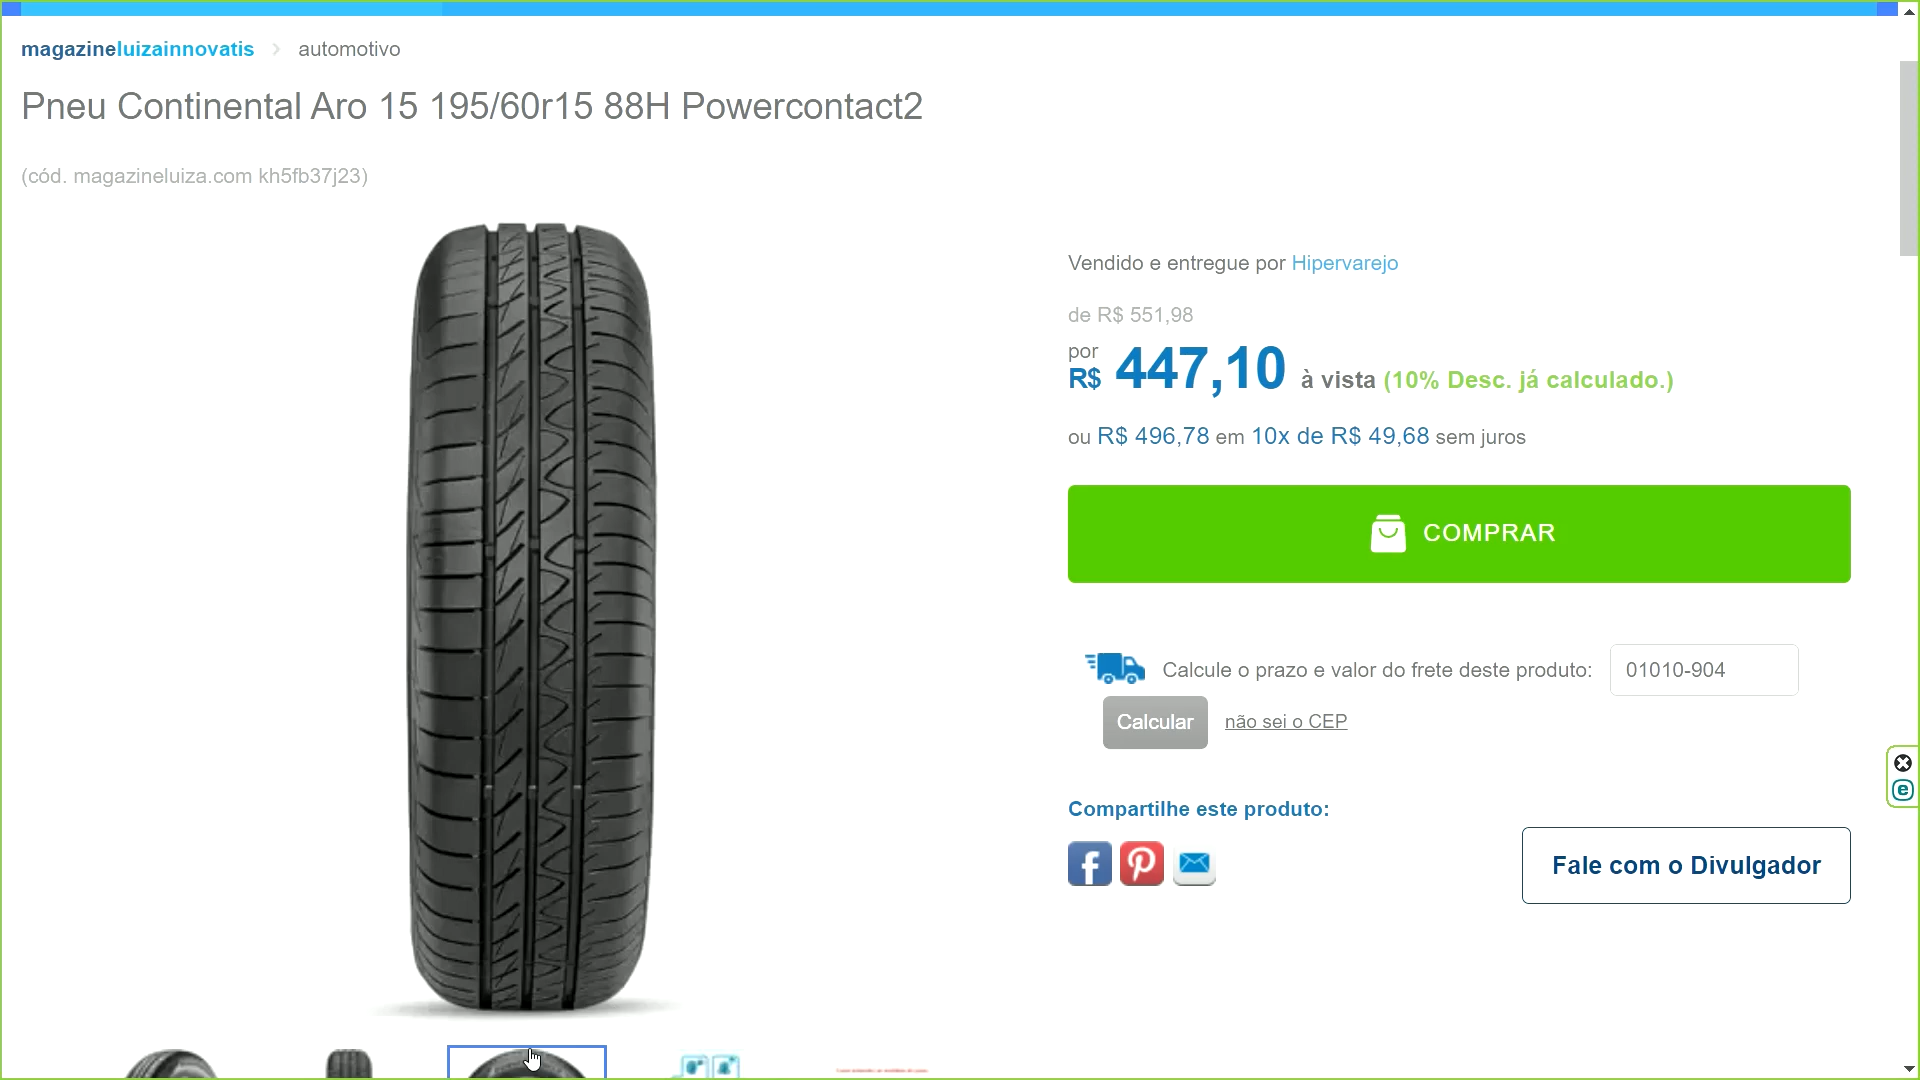 magazineluizainnovatis > automotivo
Pneu Continental Aro 15 195/60r15 88H Powercontact2
(cód. magazineluiza.com kh5fb37j23)
Vendido e entregue por Hipervarejo
de R$ 551,98
por R$ 447,10 à vista (10% Desc. já calculado.)
ou R$ 496,78 em 10x de R$ 49,68 sem juros
COMPRAR
Calcule o prazo e valor do frete deste produto: 01010-904
Calcular não sei o CEP
Compartilhe este produto:
Fale com o Divulgador